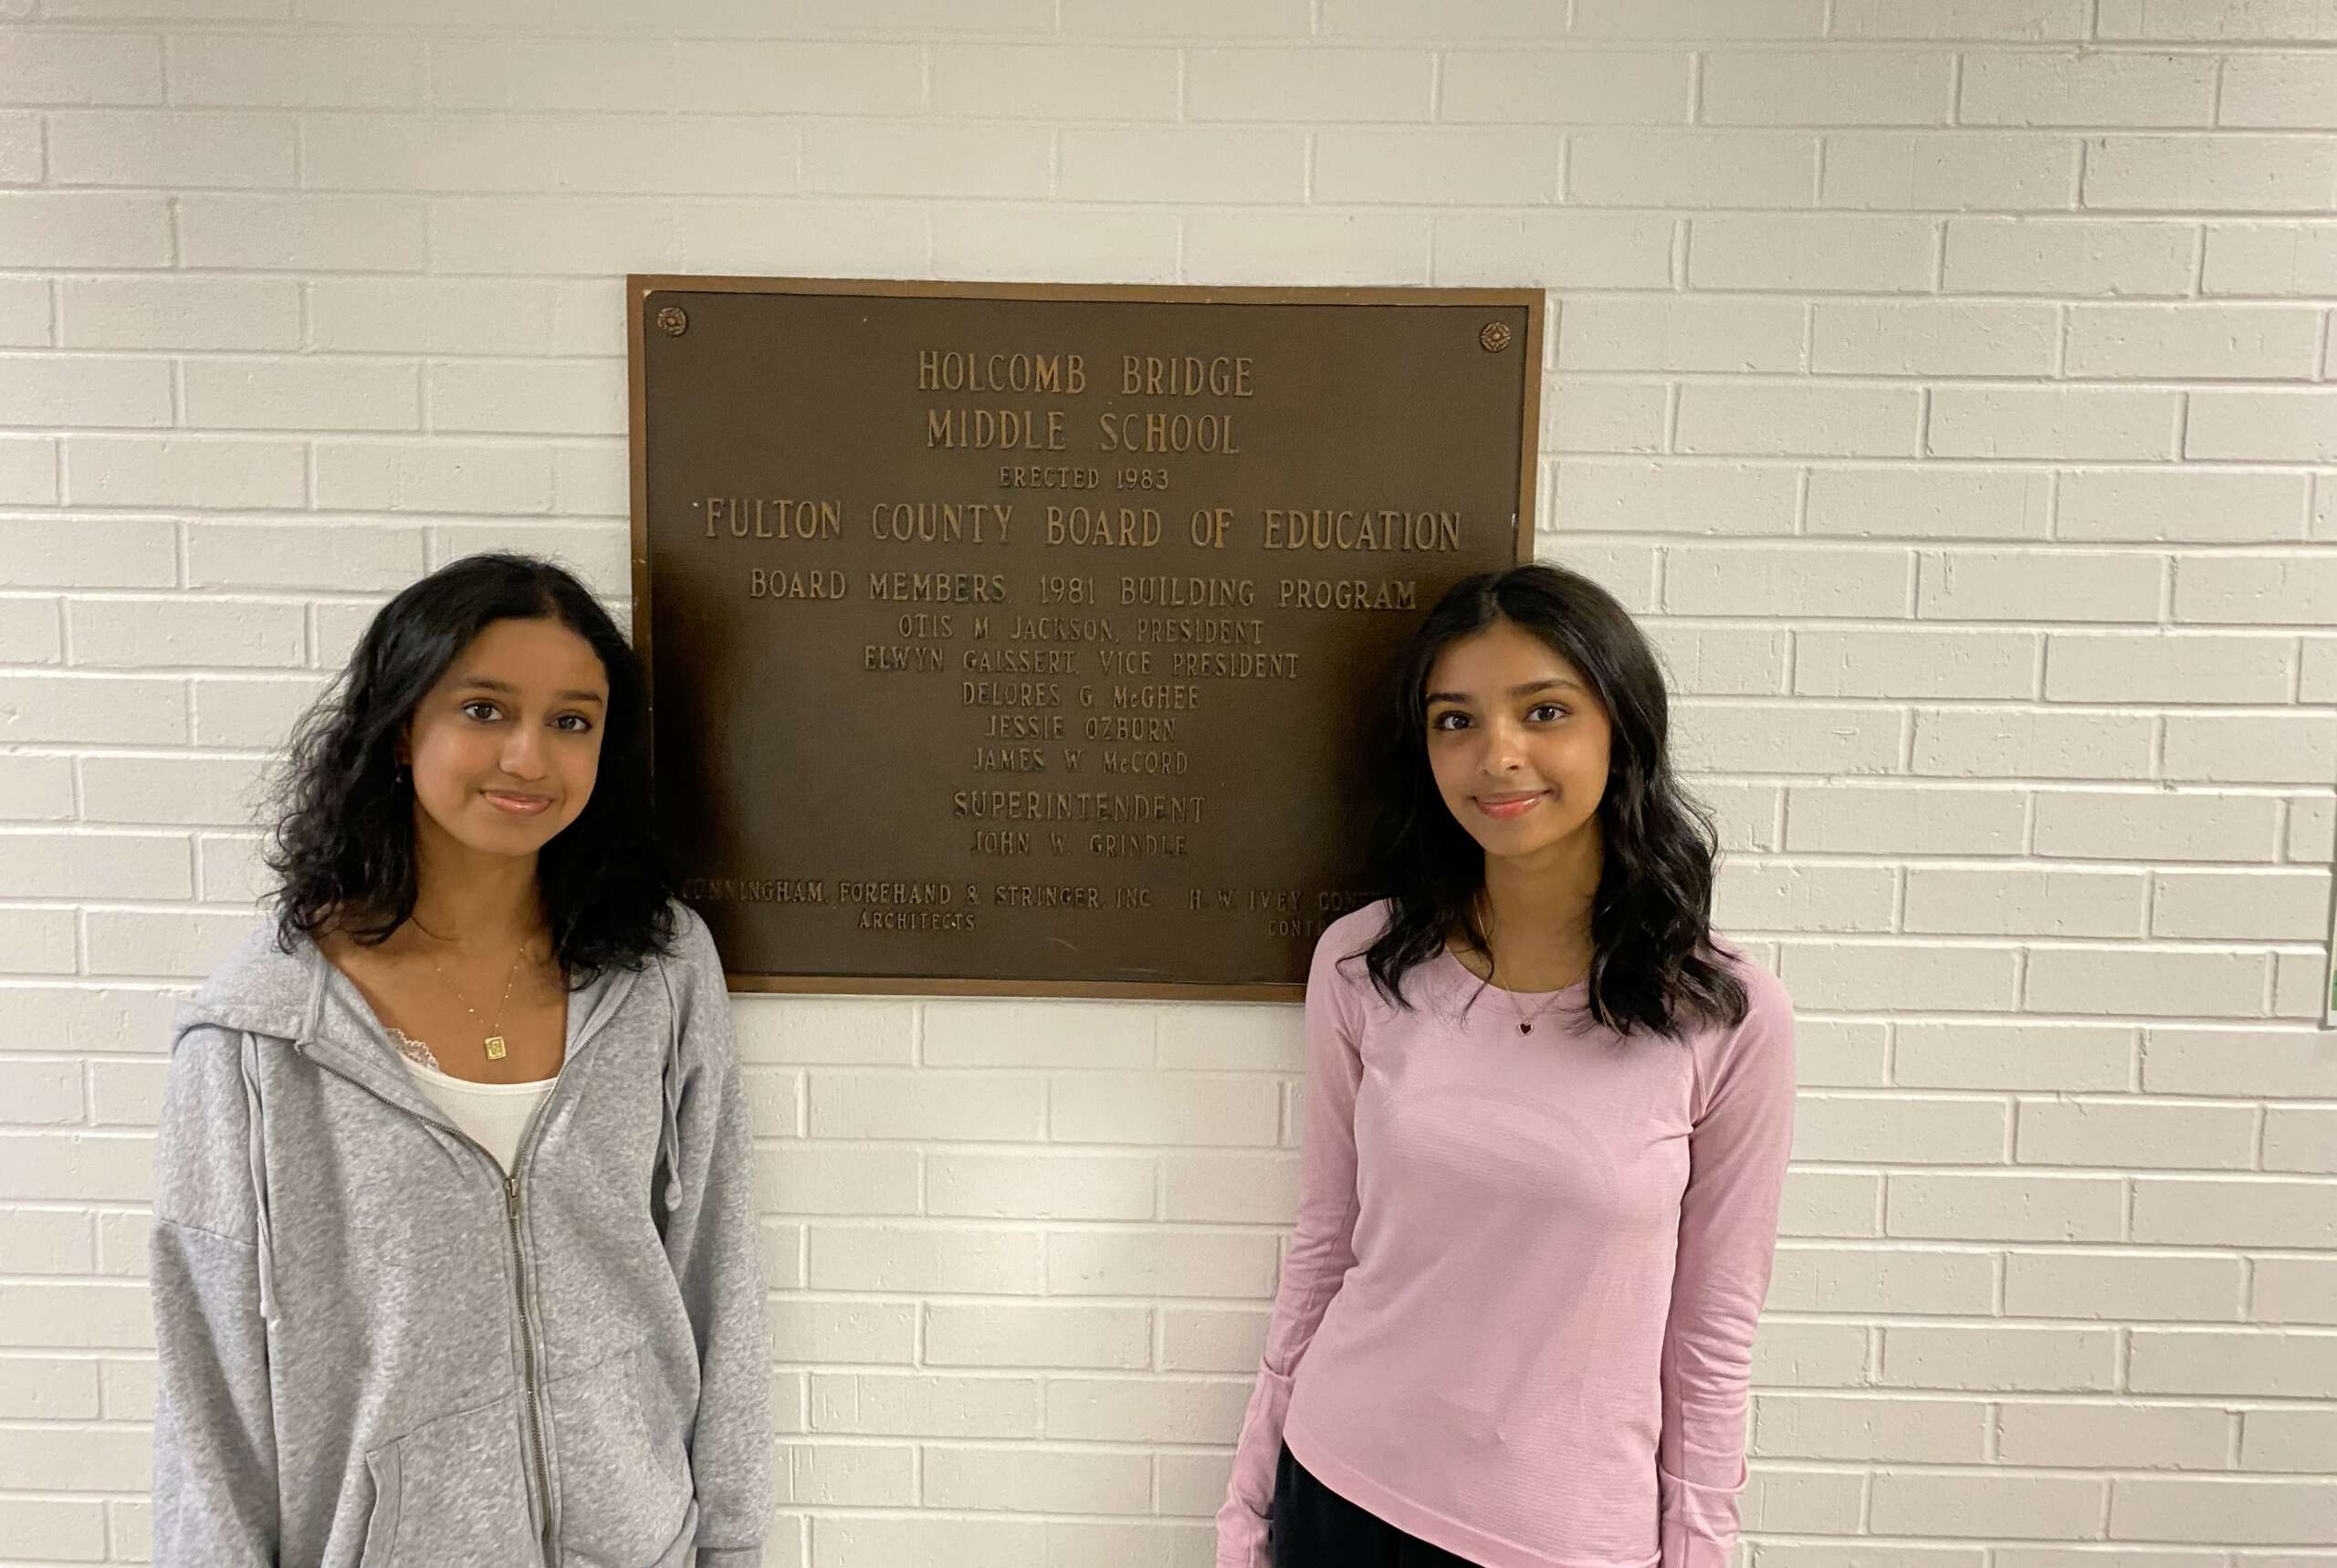 HOLCOMB BRIDGE
MIDDLE SCHOOL
ERECTED 1983
FULTON COUNTY BOARD OF EDUCATION
BOARD MEMBERS, 1981 BUILDING PROGRAM
OTIS M. JACKSON, PRESIDENT
ELWYN GAISSERT, VICE PRESIDENT
DELORES G. McGHEE
JESSIE OZBURN
JAMES W. McCORD
SUPERINTENDENT
JOHN W. GRINDLE
FOREHAND & STRINGER, INC H. W. IVEY
ARCHITECTS